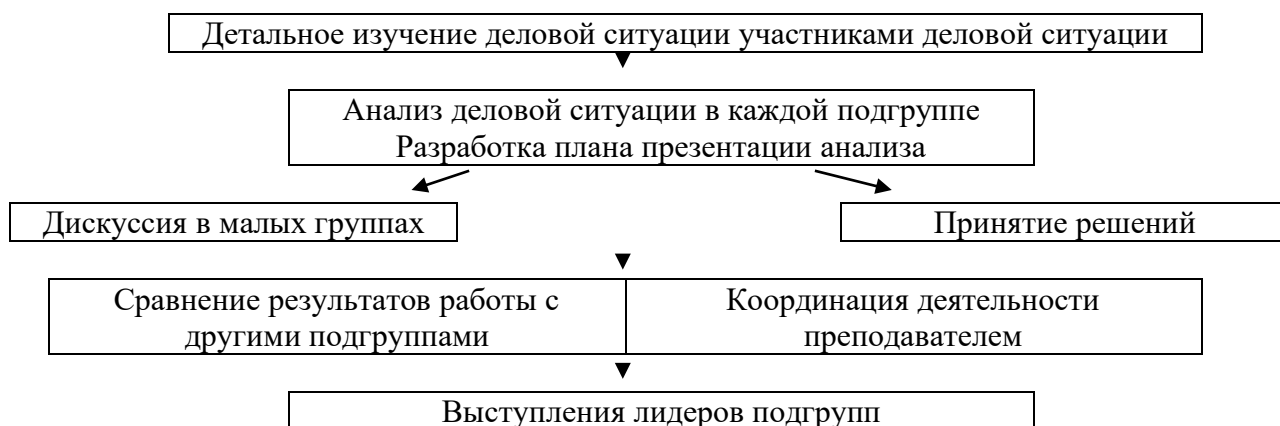 Детальное изучение деловой ситуации участниками деловой ситуации
Анализ деловой ситуации в каждой подгруппе
Разработка плана презентации анализа
Дискуссия в малых группах
Принятие решений
Сравнение результатов работы с
другими подгруппами
Координация деятельности
преподавателем
Выступления лидеров подгрупп